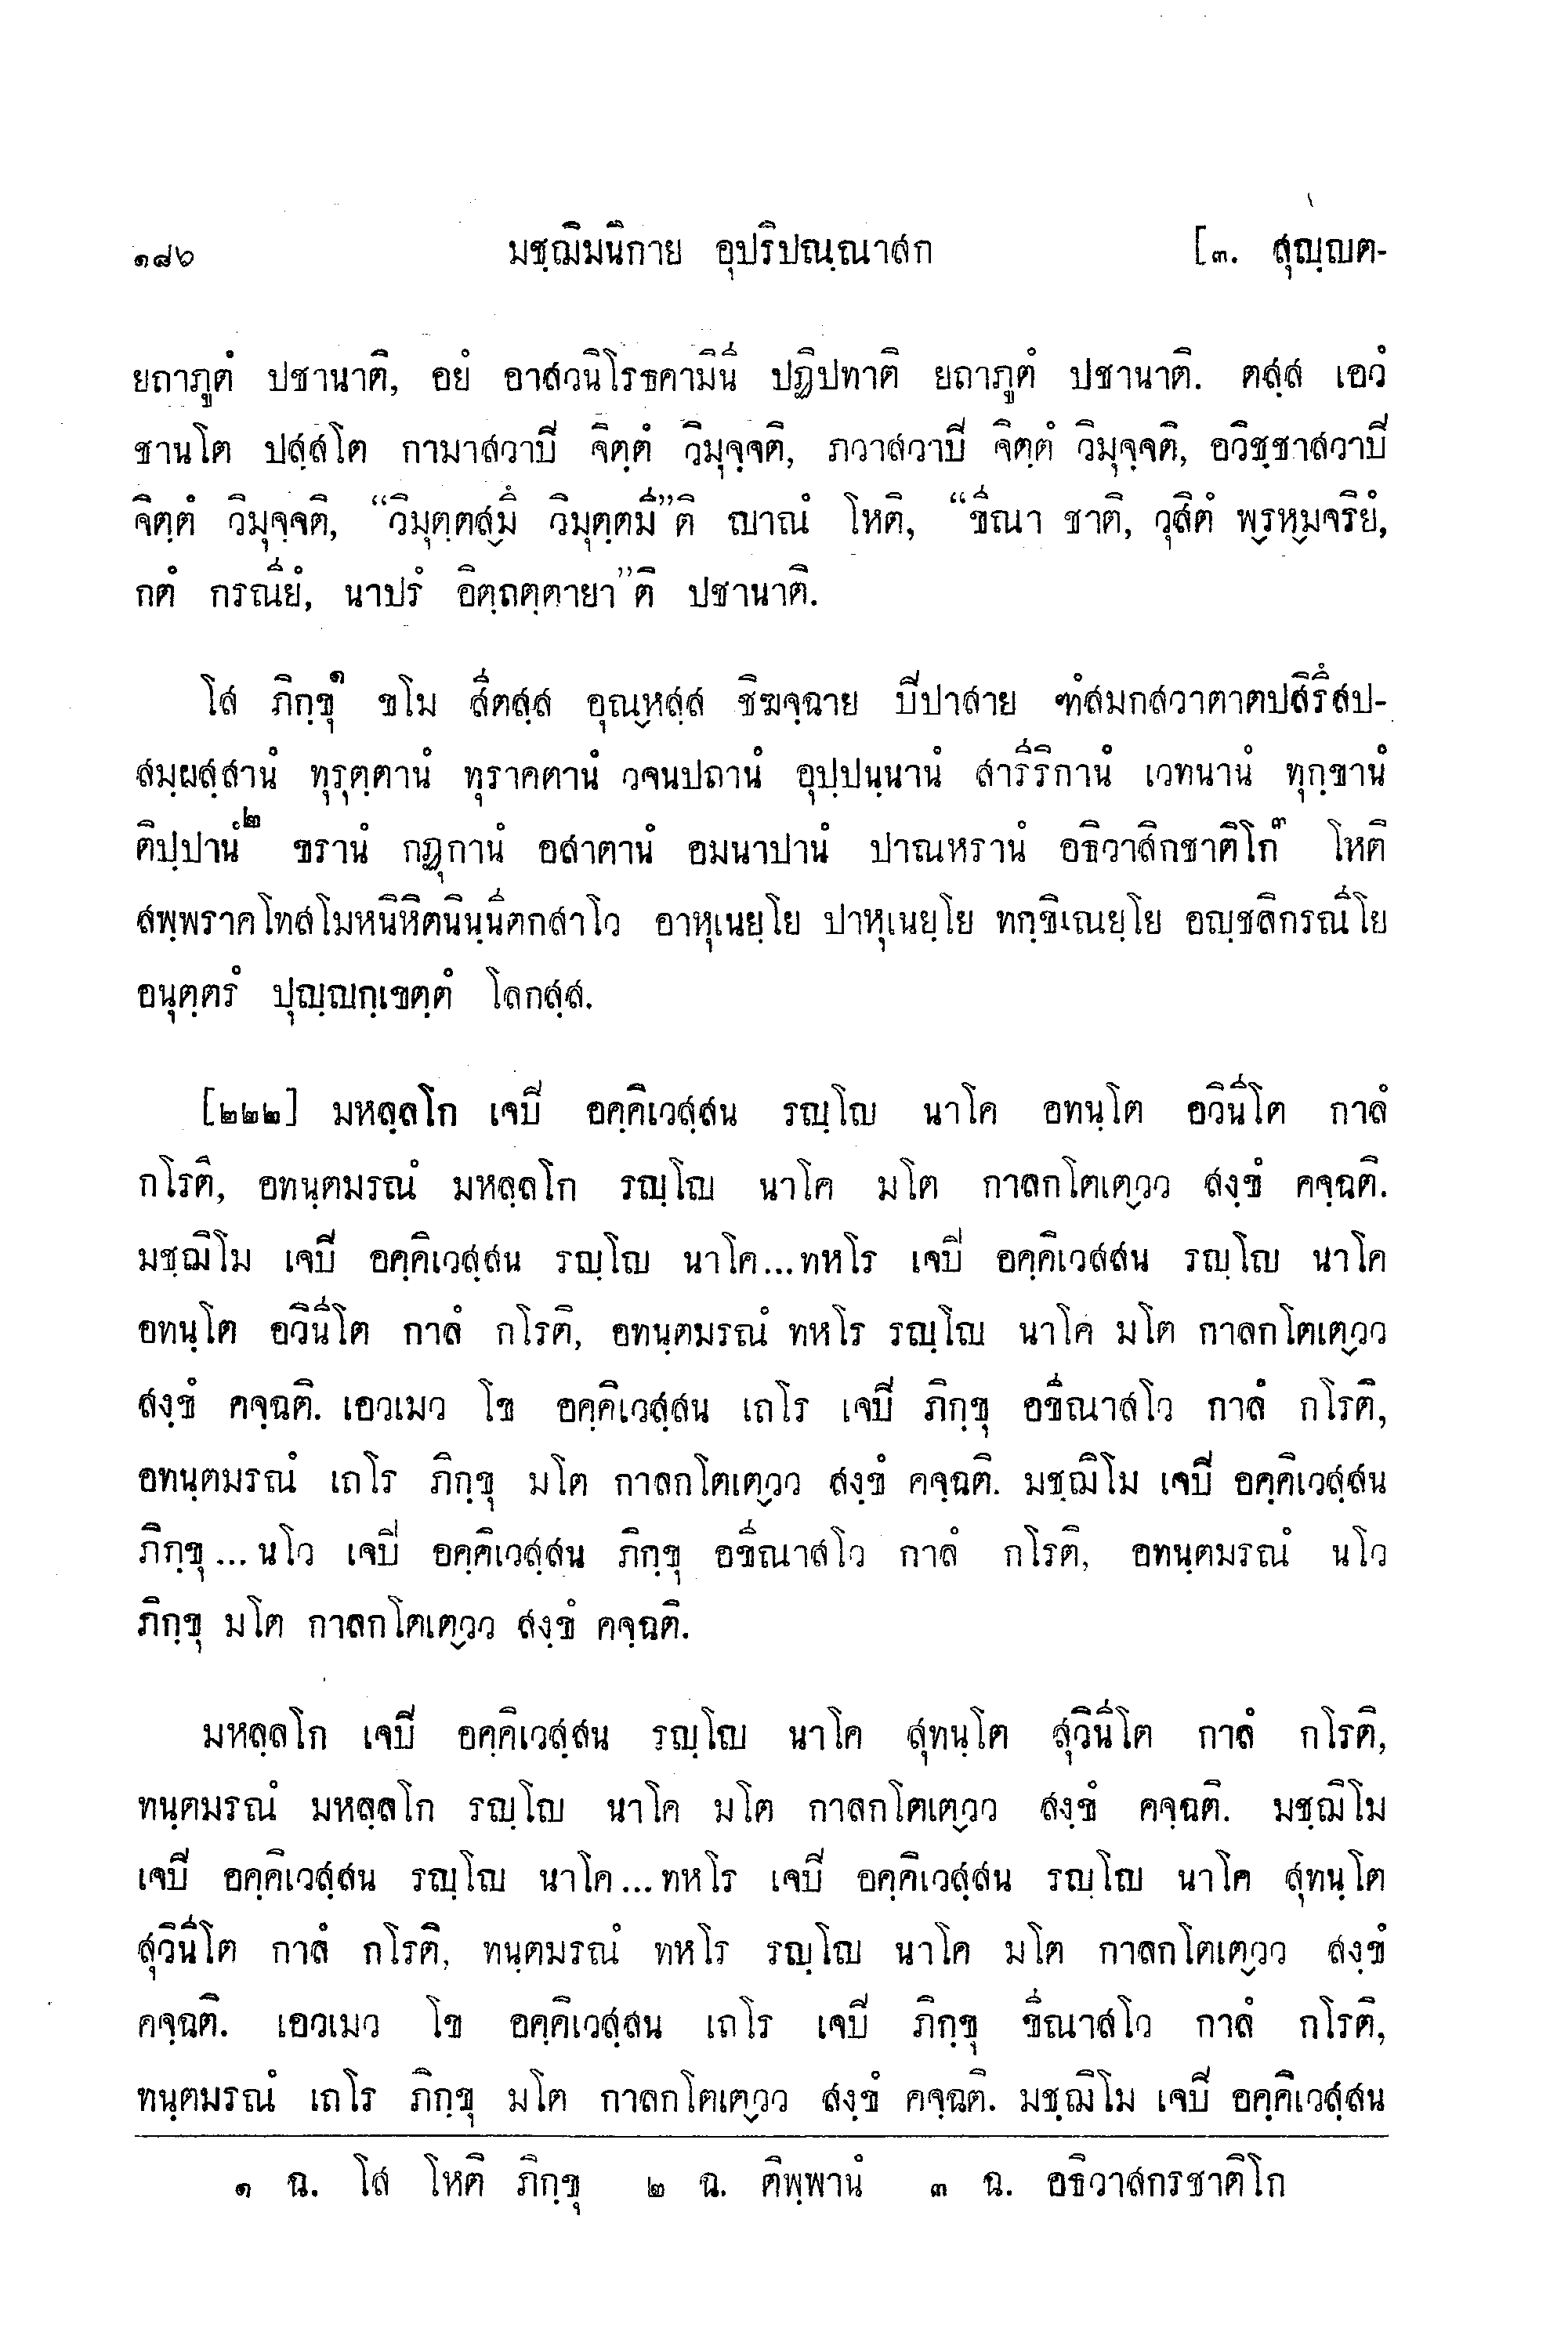 ๑๘๖ มชฺฌิมนิกาย อุปริปณฺณาสก [๓. สุญฺญต-
ยถาภูตํ ปชานาติ, อยํ อาสวนิโรธคามินี ปฏิปทาติ ยถาภูตํ ปชานาติ. ตสฺส เอวํ
ชานโต ปสฺสโต กามาสวาปิ จิตฺตํ วิมุจฺจติ, ภวาสวาปิ จิตฺตํ วิมุจฺจติ, อวิชฺชาสวาปิ
จิตฺตํ วิมุจฺจติ, “วิมุตฺตสฺมึ วิมุตฺตมี”ติ ญาณํ โหติ, “ขีณา ชาติ, วุสิตํ พฺรหฺมจริยํ,
กตํ กรณียํ, นาปรํ อิตฺถตฺตายา”ติ ปชานาติ.
โส ภิกฺขุ๑ ขโม สีตสฺส อุณฺหสฺส ชิฆจฺฉาย ปิปาสาย ฑํสมกสวาตาตปสิรึสป-
สมฺผสฺสานํ ทุรุตฺตานํ ทุราคตานํ วจนปถานํ อุปฺปนฺนานํ สารีริกานํ เวทนานํ ทุกฺขานํ
ติปฺปานํ๒ ขรานํ กฏุกานํ อสาตานํ อมนาปานํ ปาณหรานํ อธิวาสิกชาติโก๓ โหติ
สพฺพราคโทสโมหนิหิตนินฺนีตกสาโว อาหุเนยฺโย ปาหุเนยฺโย ทกฺขิเณยฺโย อญฺชลิกรณีโย
อนุตฺตรํ ปุญฺญกฺเขตฺตํ โลกสฺส.
[๒๒๒] มหลฺลโก เจปิ อคฺคิเวสฺสน รญฺโญ นาโค อทนฺโต อวินีโต กาลํ
กโรติ, อทนฺตมรณํ มหลฺลโก รญฺโญ นาโค มโต กาลกโตเตฺวว สงฺขํ คจฺฉติ.
มชฺฌิโม เจปิ อคฺคิเวสฺสน รญฺโญ นาโค...ทหโร เจปิ อคฺคิเวสฺสน รญฺโญ นาโค
อทนฺโต อวินีโต กาลํ กโรติ, อทนฺตมรณํ ทหโร รญฺโญ นาโค มโต กาลกโตเตฺวว
สงฺขํ คจฺฉติ. เอวเมว โข อคฺคิเวสฺสน เถโร เจปิ ภิกฺขุ อขีณาสโว กาลํ กโรติ,
อทนฺตมรณํ เถโร ภิกฺขุ มโต กาลกโตเตฺวว สงฺขํ คจฺฉติ. มชฺฌิโม เจปิ อคฺคิเวสฺสน
ภิกฺขุ...นโว เจปิ อคฺคิเวสฺสน ภิกฺขุ อขีณาสโว กาลํ กโรติ, อทนฺตมรณํ นโว
ภิกฺขุ มโต กาลกโตเตฺวว สงฺขํ คจฺฉติ.
มหลฺลโก เจปิ อคฺคิเวสฺสน รญฺโญ นาโค สุทนฺโต สุวินีโต กาลํ กโรติ,
ทนฺตมรณํ มหลฺลโก รญฺโญ นาโค มโต กาลกโตเตฺวว สงฺขํ คจฺฉติ. มชฺฌิโม
เจปิ อคฺคิเวสฺสน รญฺโญ นาโค...ทหโร เจปิ อคฺคิเวสฺสน รญฺโญ นาโค สุทนฺโต
สุวินีโต กาลํ กโรติ, ทนฺตมรณํ ทหโร รญฺโญ นาโค มโต กาลกโตเตฺวว สงฺขํ
คจฺฉติ. เอวเมว โข อคฺคิเวสฺสน เถโร เจปิ ภิกฺขุ ขีณาสโว กาลํ กโรติ,
ทนฺตมรณํ เถโร ภิกฺขุ มโต กาลกโตเตฺวว สงฺขํ คจฺฉติ. มชฺฌิโม เจปิ อคฺคิเวสฺสน
๑ ฉ. โส โหติ ภิกฺขุ ๒ ฉ. ติพฺพานํ ๓ ฉ. อธิวาสกรชาติโก